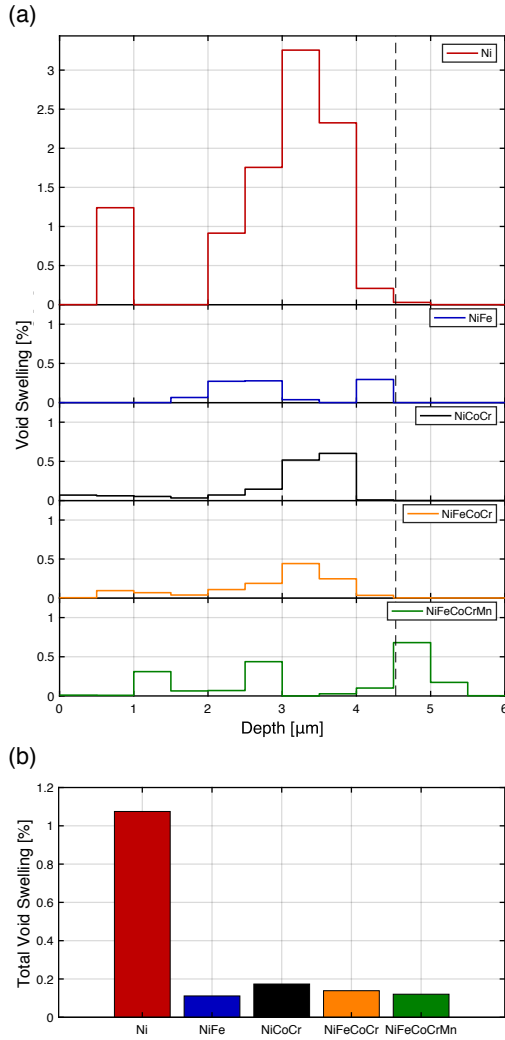 (a)
Ni
3
2.5
2
1.5
1
0.5
0
NiFe
1
0.5
0
Void Swelling [%]
NiCoCr
1
0.5
0
NiFeCoCr
1
0.5
0
NiFeCoCrMn
1
0.5
0
0 1 2 3 4 5 6
Depth [µm]
(b)
1.2
1
0.8
0.6
0.4
0.2
0
Total Void Swelling [%]
Ni NiFe NiCoCr NiFeCoCr NiFeCoCrMn